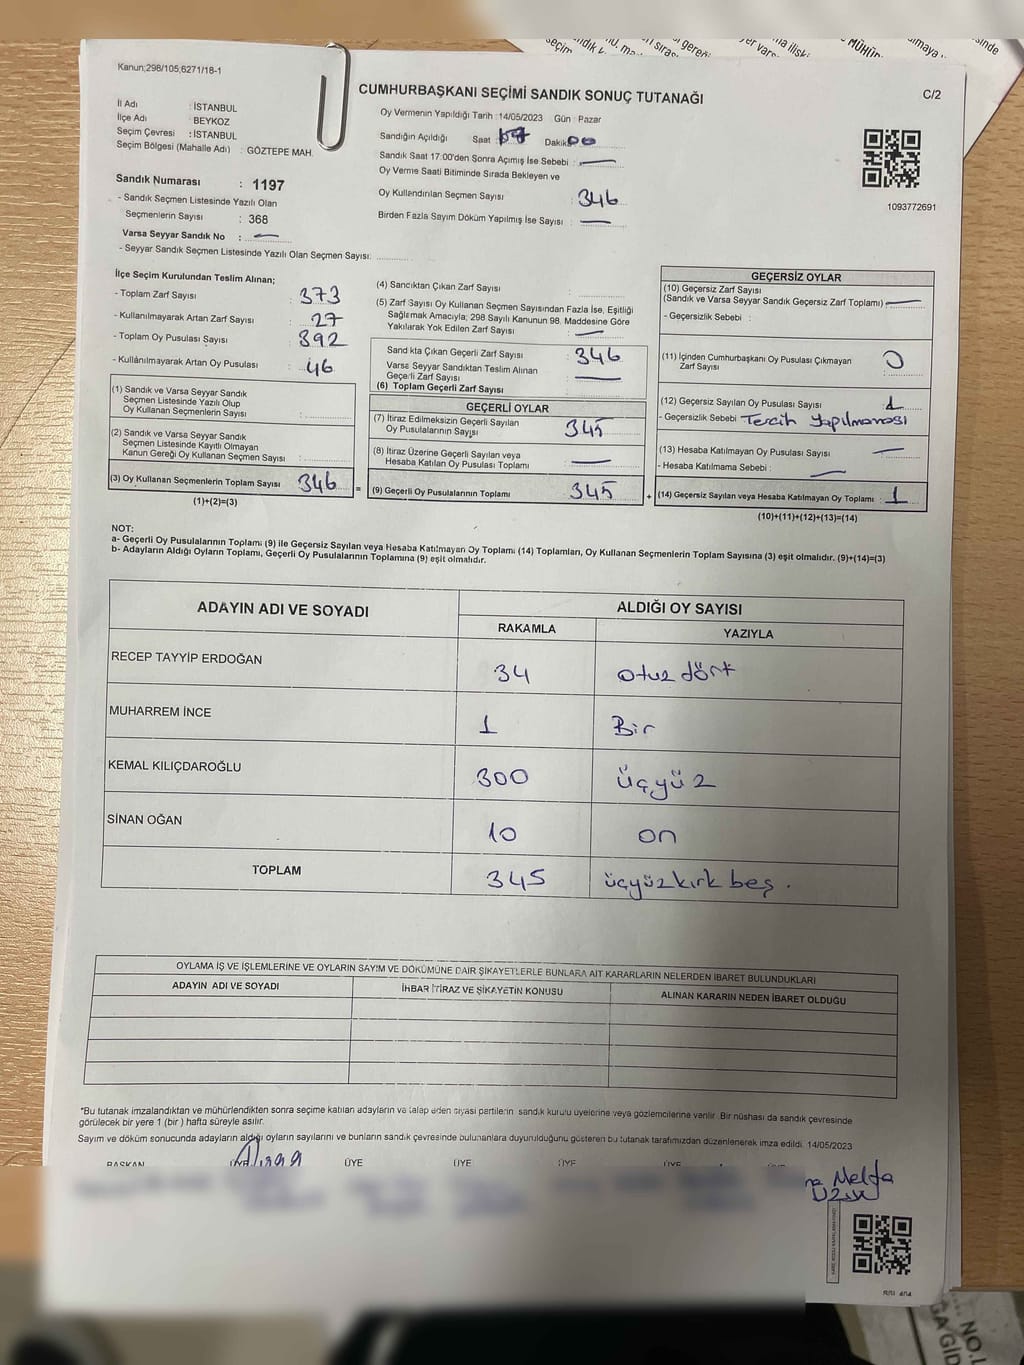 Kanun;298/105,6271/18-1
CUMHURBAŞKANI SEÇİMİ SANDIK SONUÇ TUTANAĞI
C/2
İl Adı : İSTANBUL
İlçe Adı : BEYKOZ
Seçim Çevresi : İSTANBUL
Seçim Bölgesi (Mahalle Adı) : GÖZTEPE MAH.
Oy Vermenin Yapıldığı Tarih : 14/05/2023 Gün : Pazar
Sandığın Açıldığı Saat Dakika 00
Sandık Saat 17:00'den Sonra Açımış İse Sebebi : —
Oy Verme Saati Bitiminde Sırada Bekleyen ve
Oy Kullandırılan Seçmen Sayısı : 346
Birden Fazla Sayım Döküm Yapılmış İse Sayısı : —
1093772691
Sandık Numarası : 1197
- Sandık Seçmen Listesinde Yazılı Olan
Seçmenlerin Sayısı : 368
Varsa Seyyar Sandık No : —
- Seyyar Sandık Seçmen Listesinde Yazılı Olan Seçmen Sayısı:
İlçe Seçim Kurulundan Teslim Alınan;
- Toplam Zarf Sayısı : 373
- Kullanılmayarak Artan Zarf Sayısı : 27
- Toplam Oy Pusulası Sayısı : 392
- Kullanılmayarak Artan Oy Pusulası : 46
(1) Sandık ve Varsa Seyyar Sandık
Seçmen Listesinde Yazılı Olup
Oy Kullanan Seçmenlerin Sayısı :
(2) Sandık ve Varsa Seyyar Sandık
Seçmen Listesinde Kayıtlı Olmayan
Kanun Gereği Oy Kullanan Seçmen Sayısı :
(3) Oy Kullanan Seçmenlerin Toplam Sayısı : 346
(1)+(2)=(3)
(4) Sandıktan Çıkan Zarf Sayısı :
(5) Zarf Sayısı Oy Kullanan Seçmen Sayısından Fazla İse, Eşitliği
Sağlamak Amacıyla; 298 Sayılı Kanunun 98. Maddesine Göre
Yakılarak Yok Edilen Zarf Sayısı : —
Sandıkta Çıkan Geçerli Zarf Sayısı : 346
Varsa Seyyar Sandıktan Teslim Alınan
Geçerli Zarf Sayısı : —
(6) Toplam Geçerli Zarf Sayısı
GEÇERLİ OYLAR
(7) İtiraz Edilmeksizin Geçerli Sayılan
Oy Pusulalarının Sayısı : 345
(8) İtiraz Üzerine Geçerli Sayılan veya
Hesaba Katılan Oy Pusulası Toplamı : —
= (9) Geçerli Oy Pusulalarının Toplamı : 345 +
GEÇERSİZ OYLAR
(10) Geçersiz Zarf Sayısı
(Sandık ve Varsa Seyyar Sandık Geçersiz Zarf Toplamı) : —
- Geçersizlik Sebebi :
(11) İçinden Cumhurbaşkanı Oy Pusulası Çıkmayan
Zarf Sayısı : 0
(12) Geçersiz Sayılan Oy Pusulası Sayısı : 1
- Geçersizlik Sebebi : Tercih Yapılmaması
(13) Hesaba Katılmayan Oy Pusulası Sayısı : —
- Hesaba Katılmama Sebebi : —
(14) Geçersiz Sayılan veya Hesaba Katılmayan Oy Toplamı : 1
(10)+(11)+(12)+(13)=(14)
NOT:
a- Geçerli Oy Pusulalarının Toplamı (9) ile Geçersiz Sayılan veya Hesaba Katılmayan Oy Toplamı (14) Toplamları, Oy Kullanan Seçmenlerin Toplam Sayısına (3) eşit olmalıdır. (9)+(14)=(3)
b- Adayların Aldığı Oyların Toplamı, Geçerli Oy Pusulalarının Toplamına (9) eşit olmalıdır.
ADAYIN ADI VE SOYADI
ALDIĞI OY SAYISI
RAKAMLA YAZIYLA
RECEP TAYYİP ERDOĞAN 34 otuz dört
MUHARREM İNCE 1 Bir
KEMAL KILIÇDAROĞLU 300 üçyüz
SİNAN OĞAN 10 on
TOPLAM 345 üçyüzkırk beş.
OYLAMA İŞ VE İŞLEMLERİNE VE OYLARIN SAYIM VE DÖKÜMÜNE DAİR ŞİKAYETLERLE BUNLARA AİT KARARLARIN NELERDEN İBARET BULUNDUKLARI
ADAYIN ADI VE SOYADI İHBAR İTİRAZ VE ŞİKAYETİN KONUSU ALINAN KARARIN NEDEN İBARET OLDUĞU
*Bu tutanak imzalandıktan ve mühürlendikten sonra seçime katılan adayların ve talep eden siyasi partilerin sandık kurulu üyelerine veya gözlemcilerine verilir. Bir nüshası da sandık çevresinde
görülecek bir yere 1 (bir) hafta süreyle asılır.
Sayım ve döküm sonucunda adayların aldığı oyların sayılarını ve bunların sandık çevresinde bulunanlara duyurulduğunu gösteren bu tutanak tarafımızdan düzenlenerek imza edildi. 14/05/2023
BAŞKAN ÜYE ÜYE ÜYE ÜYE ÜYE
Melta